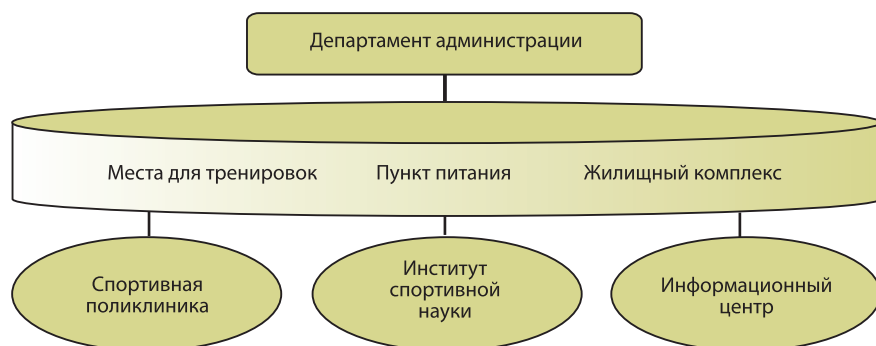 Департамент администрации
Места для тренировок Пункт питания Жилищный комплекс
Спортивная
поликлиника
Институт
спортивной
науки
Информационный
центр